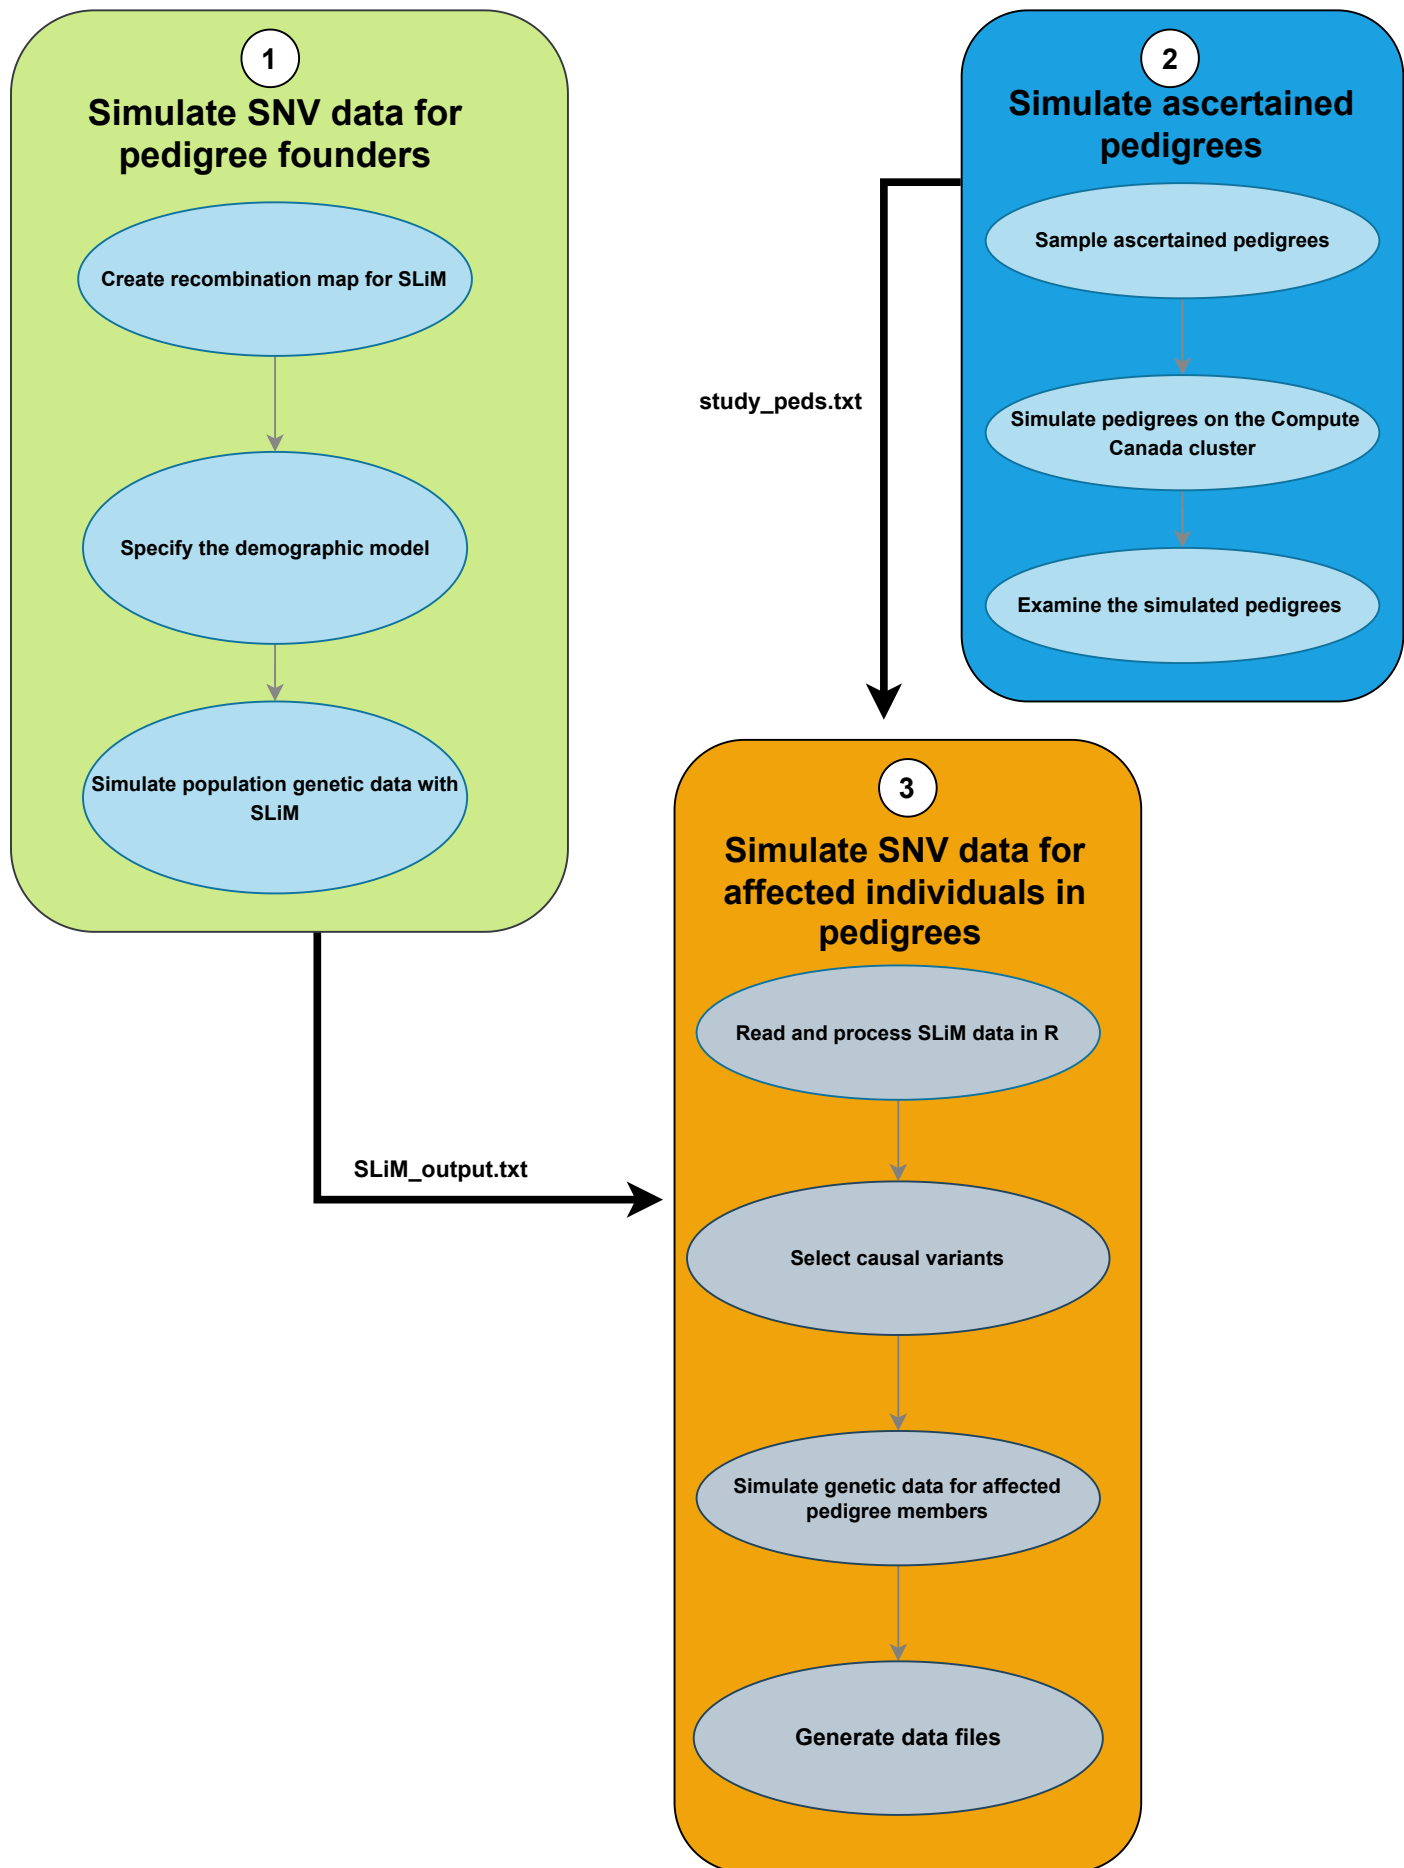 1
Simulate SNV data for
pedigree founders
Create recombination map for SLiM
Specify the demographic model
Simulate population genetic data with
SLiM
SLiM_output.txt
2
Simulate ascertained
pedigrees
Sample ascertained pedigrees
Simulate pedigrees on the Compute
Canada cluster
Examine the simulated pedigrees
study_peds.txt
3
Simulate SNV data for
affected individuals in
pedigrees
Read and process SLiM data in R
Select causal variants
Simulate genetic data for affected
pedigree members
Generate data files